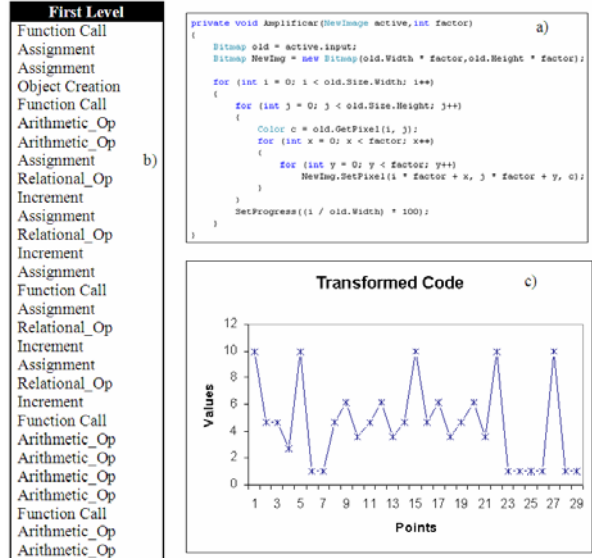 First Level
Function Call
Assignment
Assignment
Object Creation
Function Call
Arithmetic_Op
Arithmetic_Op
Assignment b)
Relational_Op
Increment
Assignment
Relational_Op
Increment
Assignment
Function Call
Assignment
Relational_Op
Increment
Assignment
Relational_Op
Increment
Function Call
Arithmetic_Op
Arithmetic_Op
Arithmetic_Op
Arithmetic_Op
Function Call
Arithmetic_Op
Arithmetic_Op
private void Amplificar(NewImage active,int factor) a)
{
Bitmap old = active.input;
Bitmap NewImg = new Bitmap(old.Width * factor,old.Height * factor);
for (int i = 0; i < old.Size.Width; i++)
{
for (int j = 0; j < old.Size.Height; j++)
{
Color c = old.GetPixel(i, j);
for (int x = 0; x < factor; x++)
{
for (int y = 0; y < factor; y++)
NewImg.SetPixel(i * factor + x, j * factor + y, c);
}
}
SetProgress((i / old.Width) * 100);
}
}
Transformed Code c)
12
10
8
6
4
2
0
Values
1 3 5 7 9 11 13 15 17 19 21 23 25 27 29
Points